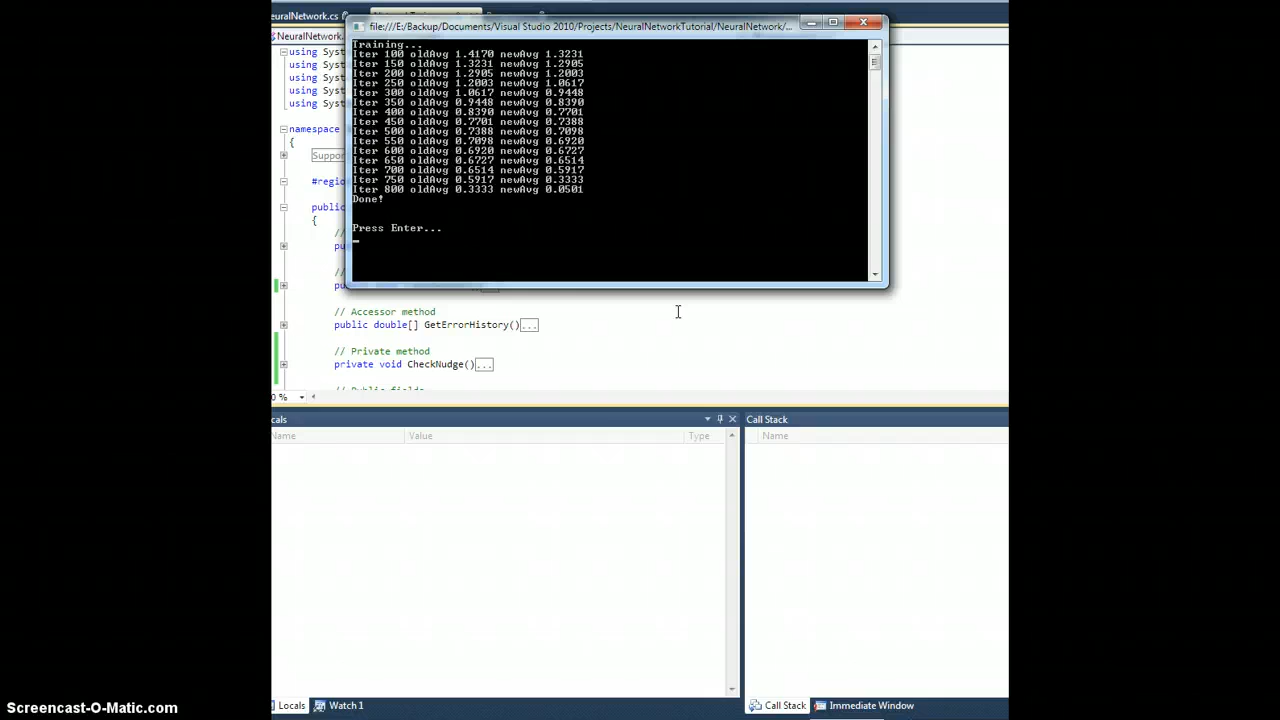 euralNetwork.cs
file:///E:/Backup/Documents/Visual Studio 2010/Projects/NeuralNetworkTutorial/NeuralNetwork/...
NeuralNetwork.
Training...
Iter 100 oldAvg 1.4170 newAvg 1.3231
Iter 150 oldAvg 1.3231 newAvg 1.2905
Iter 200 oldAvg 1.2905 newAvg 1.2003
Iter 250 oldAvg 1.2003 newAvg 1.0617
Iter 300 oldAvg 1.0617 newAvg 0.9448
Iter 350 oldAvg 0.9448 newAvg 0.8390
Iter 400 oldAvg 0.8390 newAvg 0.7701
Iter 450 oldAvg 0.7701 newAvg 0.7388
Iter 500 oldAvg 0.7388 newAvg 0.7098
Iter 550 oldAvg 0.7098 newAvg 0.6920
Iter 600 oldAvg 0.6920 newAvg 0.6727
Iter 650 oldAvg 0.6727 newAvg 0.6514
Iter 700 oldAvg 0.6514 newAvg 0.5917
Iter 750 oldAvg 0.5917 newAvg 0.3333
Iter 800 oldAvg 0.3333 newAvg 0.0501
Done!
Press Enter...
using Syst
using Syst
using Syst
using Syst
using Syst
namespace
{
Suppor
#regio
publi
{
//
pu
//
pu
// Accessor method
public double[] GetErrorHistory()...
// Private method
private void CheckNudge()...
// Public fields
0 %
cals
Name Value Type
Call Stack
Name
Locals Watch 1
Call Stack Immediate Window
Screencast-O-Matic.com